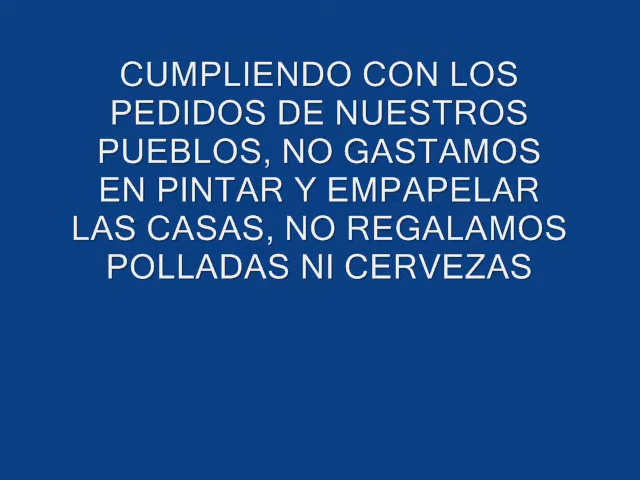 CUMPLIENDO CON LOS
PEDIDOS DE NUESTROS
PUEBLOS, NO GASTAMOS
EN PINTAR Y EMPAPELAR
LAS CASAS, NO REGALAMOS
POLLADAS NI CERVEZAS